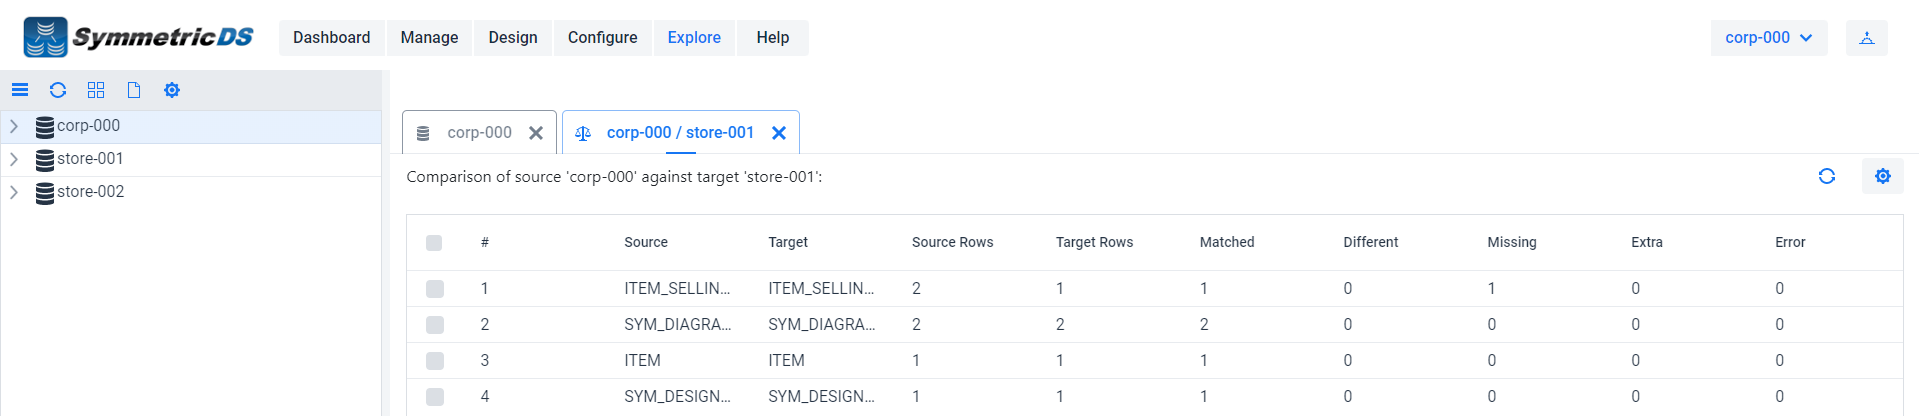 SymmetricDS Dashboard Manage Design Configure Explore Help corp-000
corp-000
store-001
store-002
corp-000 corp-000 / store-001
Comparison of source 'corp-000' against target 'store-001':
# Source Target Source Rows Target Rows Matched Different Missing Extra Error
1 ITEM_SELLIN... ITEM_SELLIN... 2 1 1 0 1 0 0
2 SYM_DIAGRA... SYM_DIAGRA... 2 2 2 0 0 0 0
3 ITEM ITEM 1 1 1 0 0 0 0
4 SYM_DESIGN... SYM_DESIGN... 1 1 1 0 0 0 0